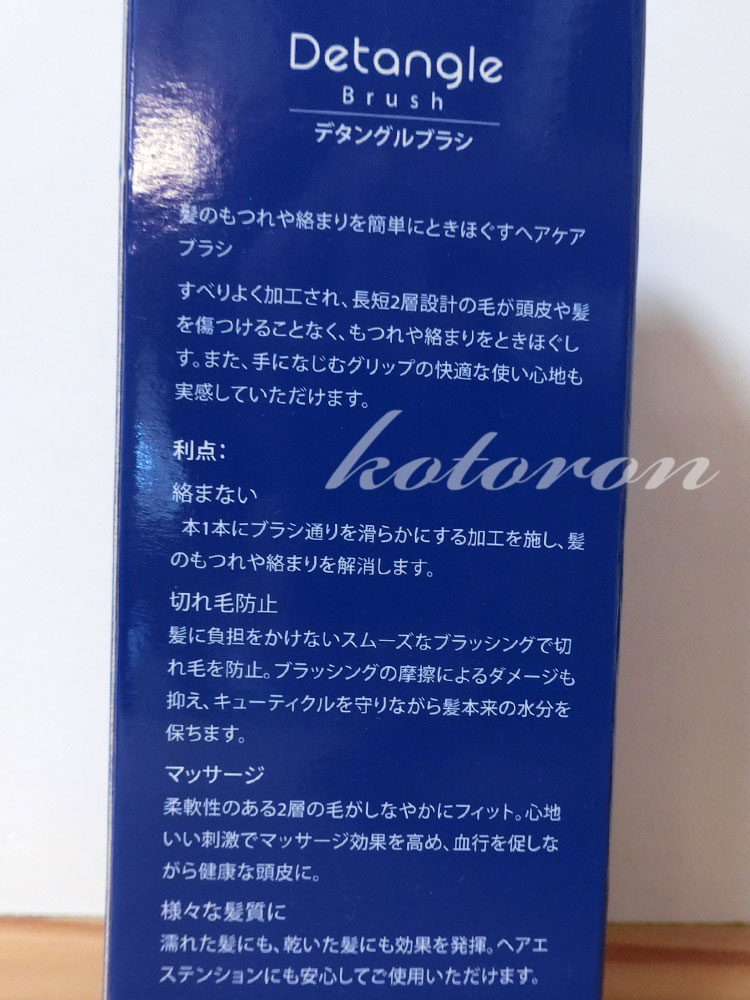 Detangle
Brush
デタングルブラシ
髪のもつれや絡まりを簡単にときほぐすヘアケア
ブラシ
すべりよく加工され、長短2層設計の毛が頭皮や髪
を傷つけることなく、もつれや絡まりをときほぐし
す。また、手になじむグリップの快適な使い心地も
実感していただけます。
利点：
kotoron
絡まない
本1本にブラシ通りを滑らかにする加工を施し、髪
のもつれや絡まりを解消します。
切れ毛防止
髪に負担をかけないスムーズなブラッシングで切
れ毛を防止。ブラッシングの摩擦によるダメージも
抑え、キューティクルを守りながら髪本来の水分を
保ちます。
マッサージ
柔軟性のある2層の毛がしなやかにフィット。心地
いい刺激でマッサージ効果を高め、血行を促しな
がら健康な頭皮に。
様々な髪質に
濡れた髪にも、乾いた髪にも効果を発揮。ヘアエ
ステンションにも安心してご使用いただけます。